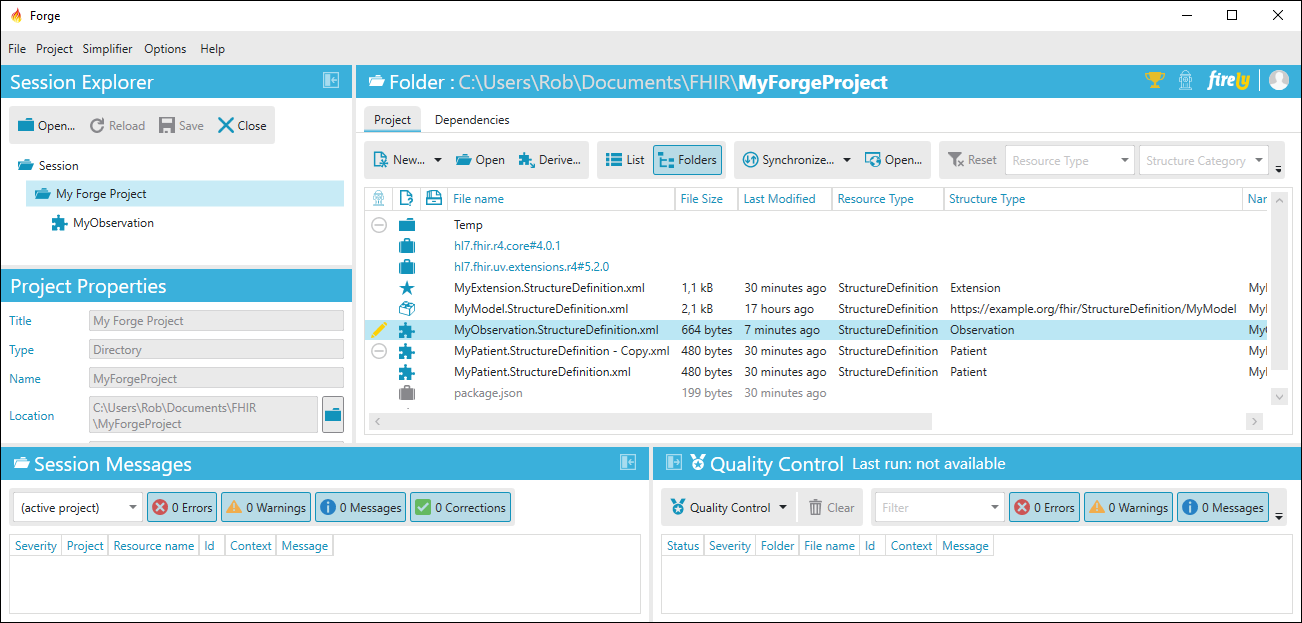 Forge
File Project Simplifier Options Help
Session Explorer
Open... Reload Save Close
Session
My Forge Project
MyObservation
Project Properties
Title My Forge Project
Type Directory
Name MyForgeProject
Location C:\Users\Rob\Documents\FHIR
\MyForgeProject
Folder : C:\Users\Rob\Documents\FHIR\MyForgeProject
firely
Project Dependencies
New... Open Derive... List Folders Synchronize... Open... Reset Resource Type Structure Category
File name File Size Last Modified Resource Type Structure Type Nar
Temp
hl7.fhir.r4.core#4.0.1
hl7.fhir.uv.extensions.r4#5.2.0
MyExtension.StructureDefinition.xml 1,1 kB 30 minutes ago StructureDefinition Extension MyI
MyModel.StructureDefinition.xml 2,1 kB 17 hours ago StructureDefinition https://example.org/fhir/StructureDefinition/MyModel MyI
MyObservation.StructureDefinition.xml 664 bytes 7 minutes ago StructureDefinition Observation My
MyPatient.StructureDefinition - Copy.xml 480 bytes 30 minutes ago StructureDefinition Patient MyI
MyPatient.StructureDefinition.xml 480 bytes 30 minutes ago StructureDefinition Patient MyI
package.json 199 bytes 30 minutes ago
Session Messages
(active project) 0 Errors 0 Warnings 0 Messages 0 Corrections
Severity Project Resource name Id Context Message
Quality Control Last run: not available
Quality Control Clear Filter 0 Errors 0 Warnings 0 Messages
Status Severity Folder File name Id Context Message